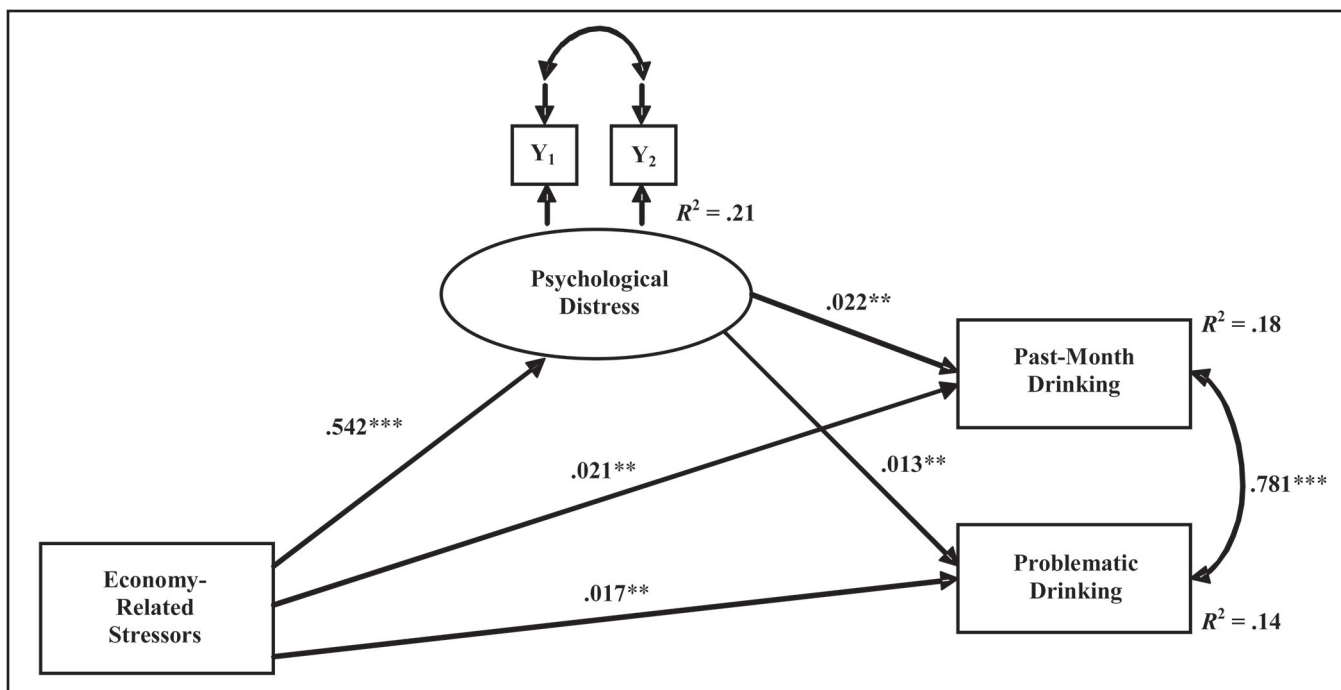 Y₁
Y₂
R² = .21
Psychological
Distress
.022**
R² = .18
Past-Month
Drinking
.542***
.021**
.013**
.781***
Economy-
Related
Stressors
.017**
Problematic
Drinking
R² = .14